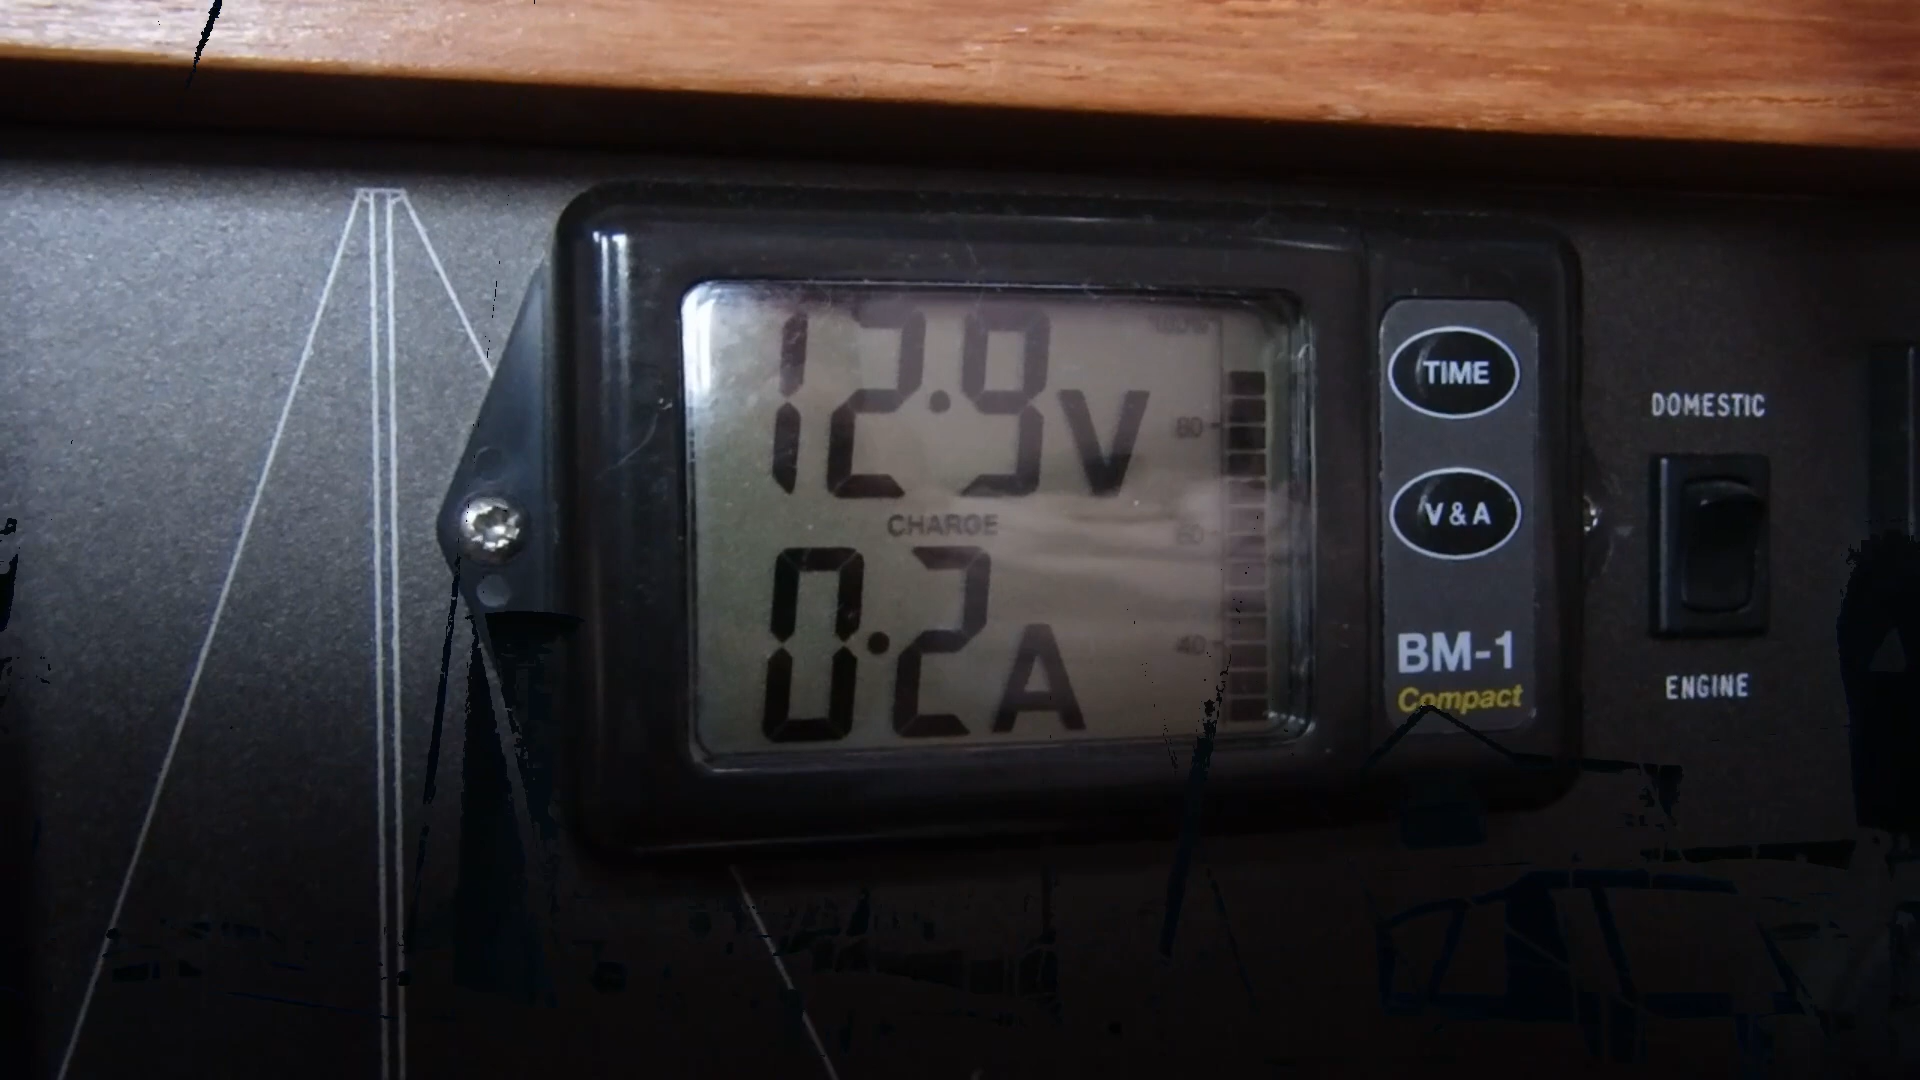 12.9V
80
CHARGE
60
0.2A
40
TIME
V & A
BM-1
Compact
DOMESTIC
ENGINE